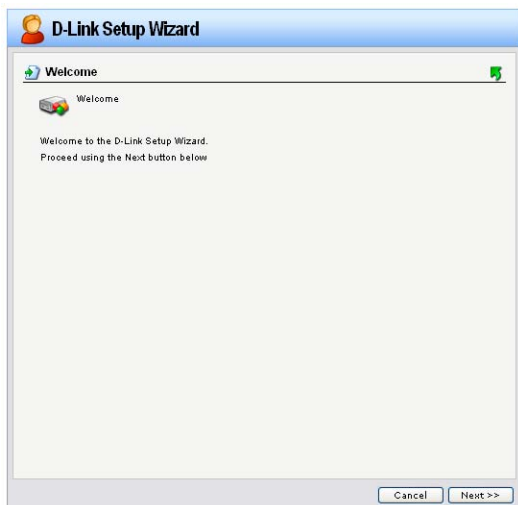 D-Link Setup Wizard
Welcome
Welcome
Welcome to the D-Link Setup Wizard.
Proceed using the Next button below
Cancel
Next >>